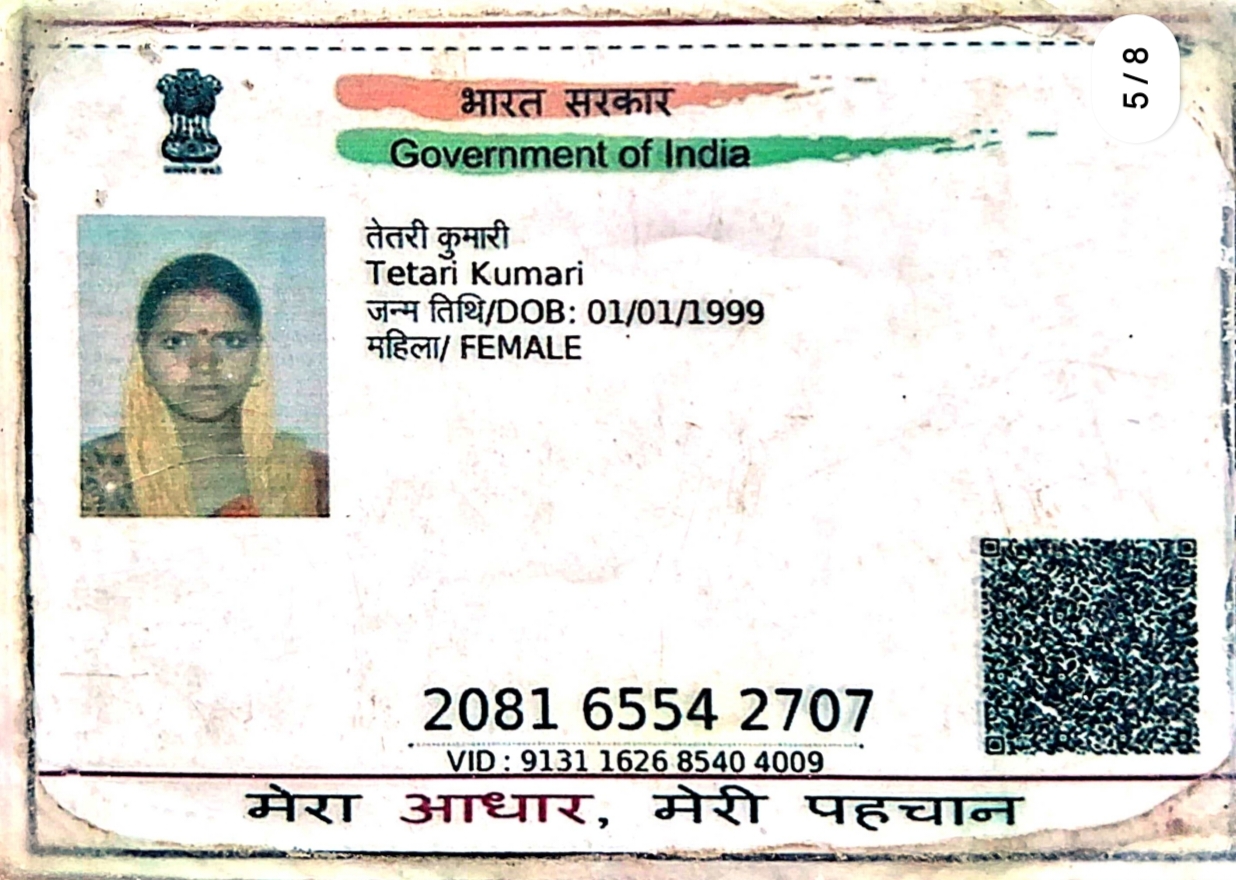 भारत सरकार
Government of India
5/8
तेतरी कुमारी
Tetari Kumari
जन्म तिथि/DOB: 01/01/1999
महिला/ FEMALE
2081 6554 2707
VID : 9131 1626 8540 4009
मेरा आधार, मेरी पहचान